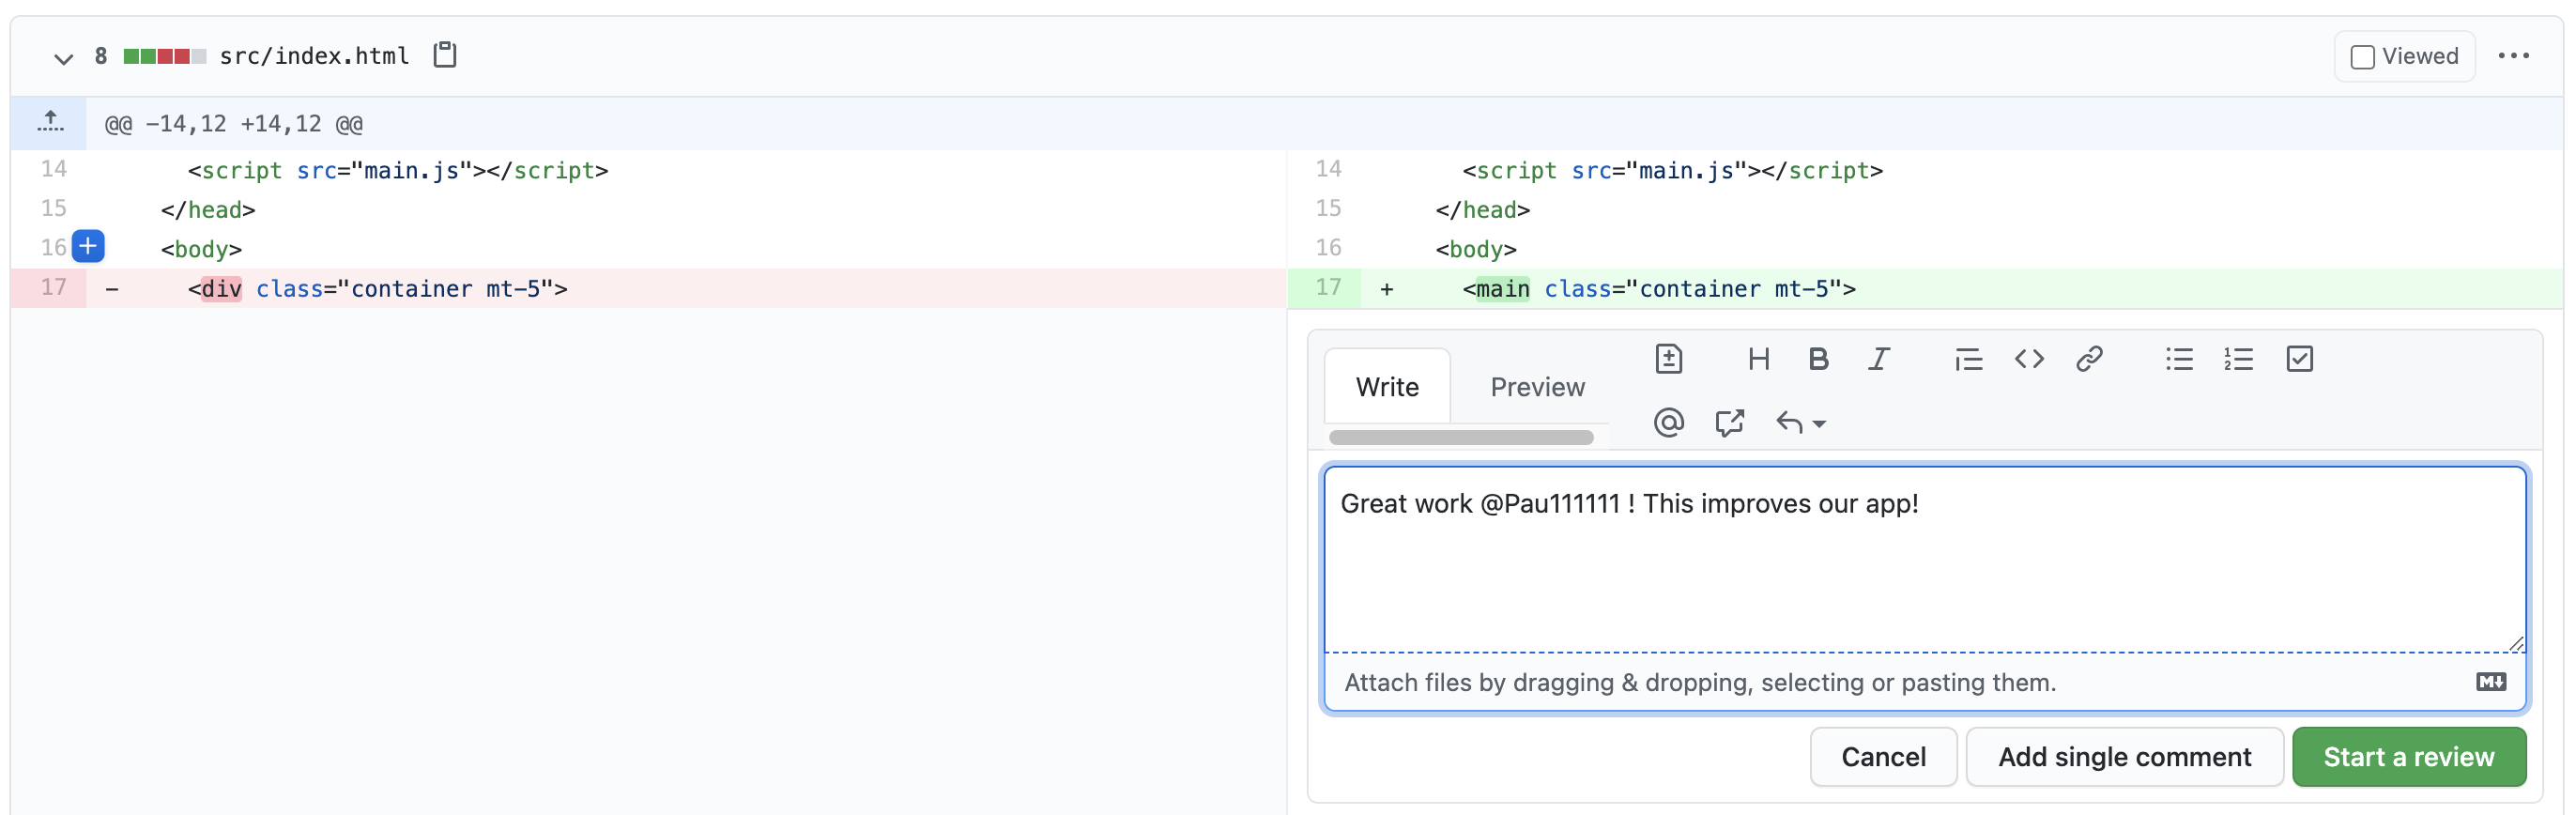 8 src/index.html Viewed
@@ -14,12 +14,12 @@
14 <script src="main.js"></script>
15 </head>
16 <body>
17 - <div class="container mt-5">
14 <script src="main.js"></script>
15 </head>
16 <body>
17 + <main class="container mt-5">
Write Preview
Great work @Pau111111 ! This improves our app!
Attach files by dragging & dropping, selecting or pasting them.
Cancel Add single comment Start a review